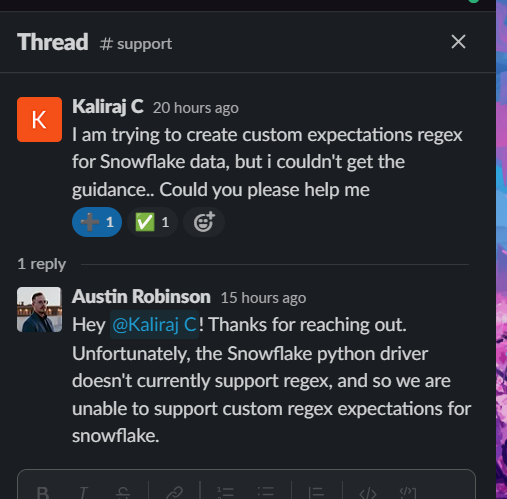 Thread # support
K
Kaliraj C 20 hours ago
I am trying to create custom expectations regex
for Snowflake data, but i couldn't get the
guidance.. Could you please help me
1 1
1 reply
Austin Robinson 15 hours ago
Hey @Kaliraj C! Thanks for reaching out.
Unfortunately, the Snowflake python driver
doesn't currently support regex, and so we are
unable to support custom regex expectations for
snowflake.
B I S